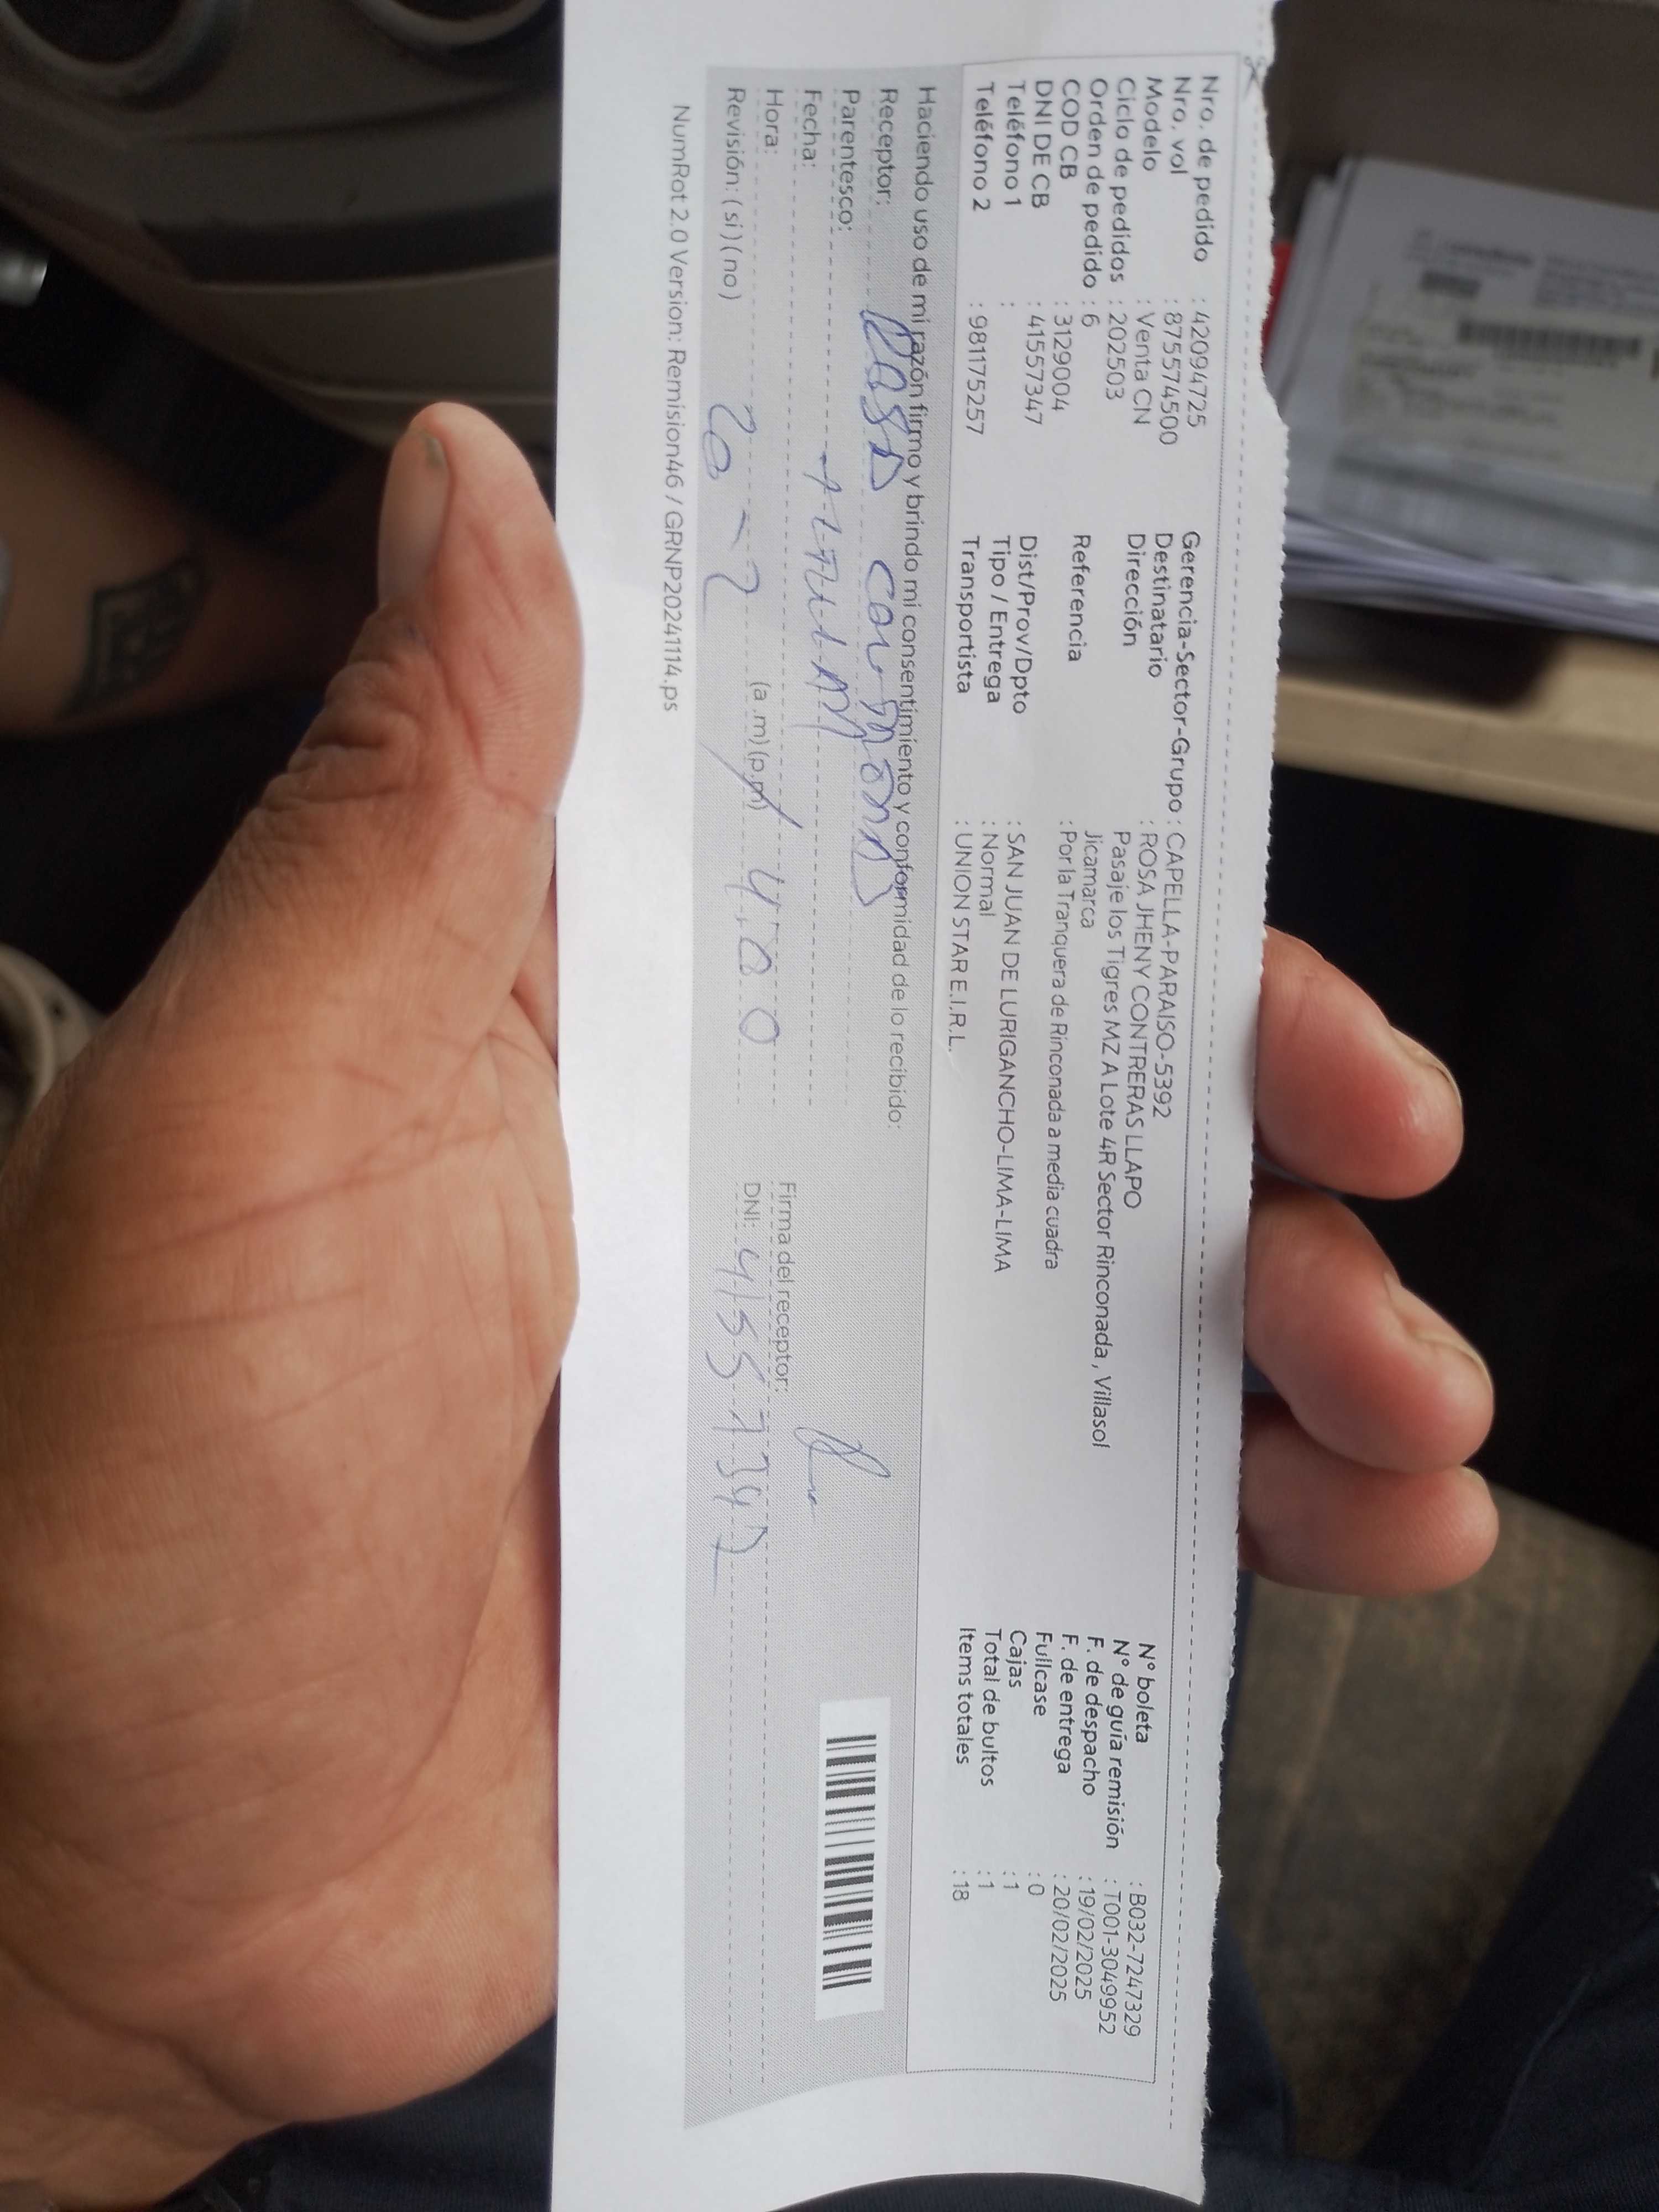 Nro. de pedido : 42094725
Nro. vol : 875574500
Modelo : Venta CN
Ciclo de pedidos : 202503
Orden de pedido : 6
COD CB : 3129004
DNI DE CB : 41557347
Teléfono 1 :
Teléfono 2 : 981175257
Gerencia-Sector-Grupo : CAPELLA-PARAISO-5392
Destinatario : ROSA JHENY CONTRERAS LLAPO
Dirección Pasaje los Tigres MZ A Lote 4R Sector Rinconada , Villasol
Jicamarca
Referencia : Por la Tranquera de Rinconada a media cuadra
Dist/Prov/Dpto : SAN JUAN DE LURIGANCHO-LIMA-LIMA
Tipo / Entrega : Normal
Transportista : UNION STAR E.I.R.L.
N° boleta : B032-7247329
N° de guía remisión : T001-3049952
F. de despacho : 19/02/2025
F. de entrega : 20/02/2025
Fullcase : 0
Cajas : 1
Total de bultos : 1
Items totales : 18
Haciendo uso de mi razón firmo y brindo mi consentimiento y conformidad de lo recibido:
Receptor: Rosa
Parentesco:
Fecha: 20-2
Hora: (a.m)(p.m) 4.00
Revisión: (si) (no)
Firma del receptor:
DNI: 41557347
NumRot 2.0 Version: Remision46 / GRNP20241114.ps